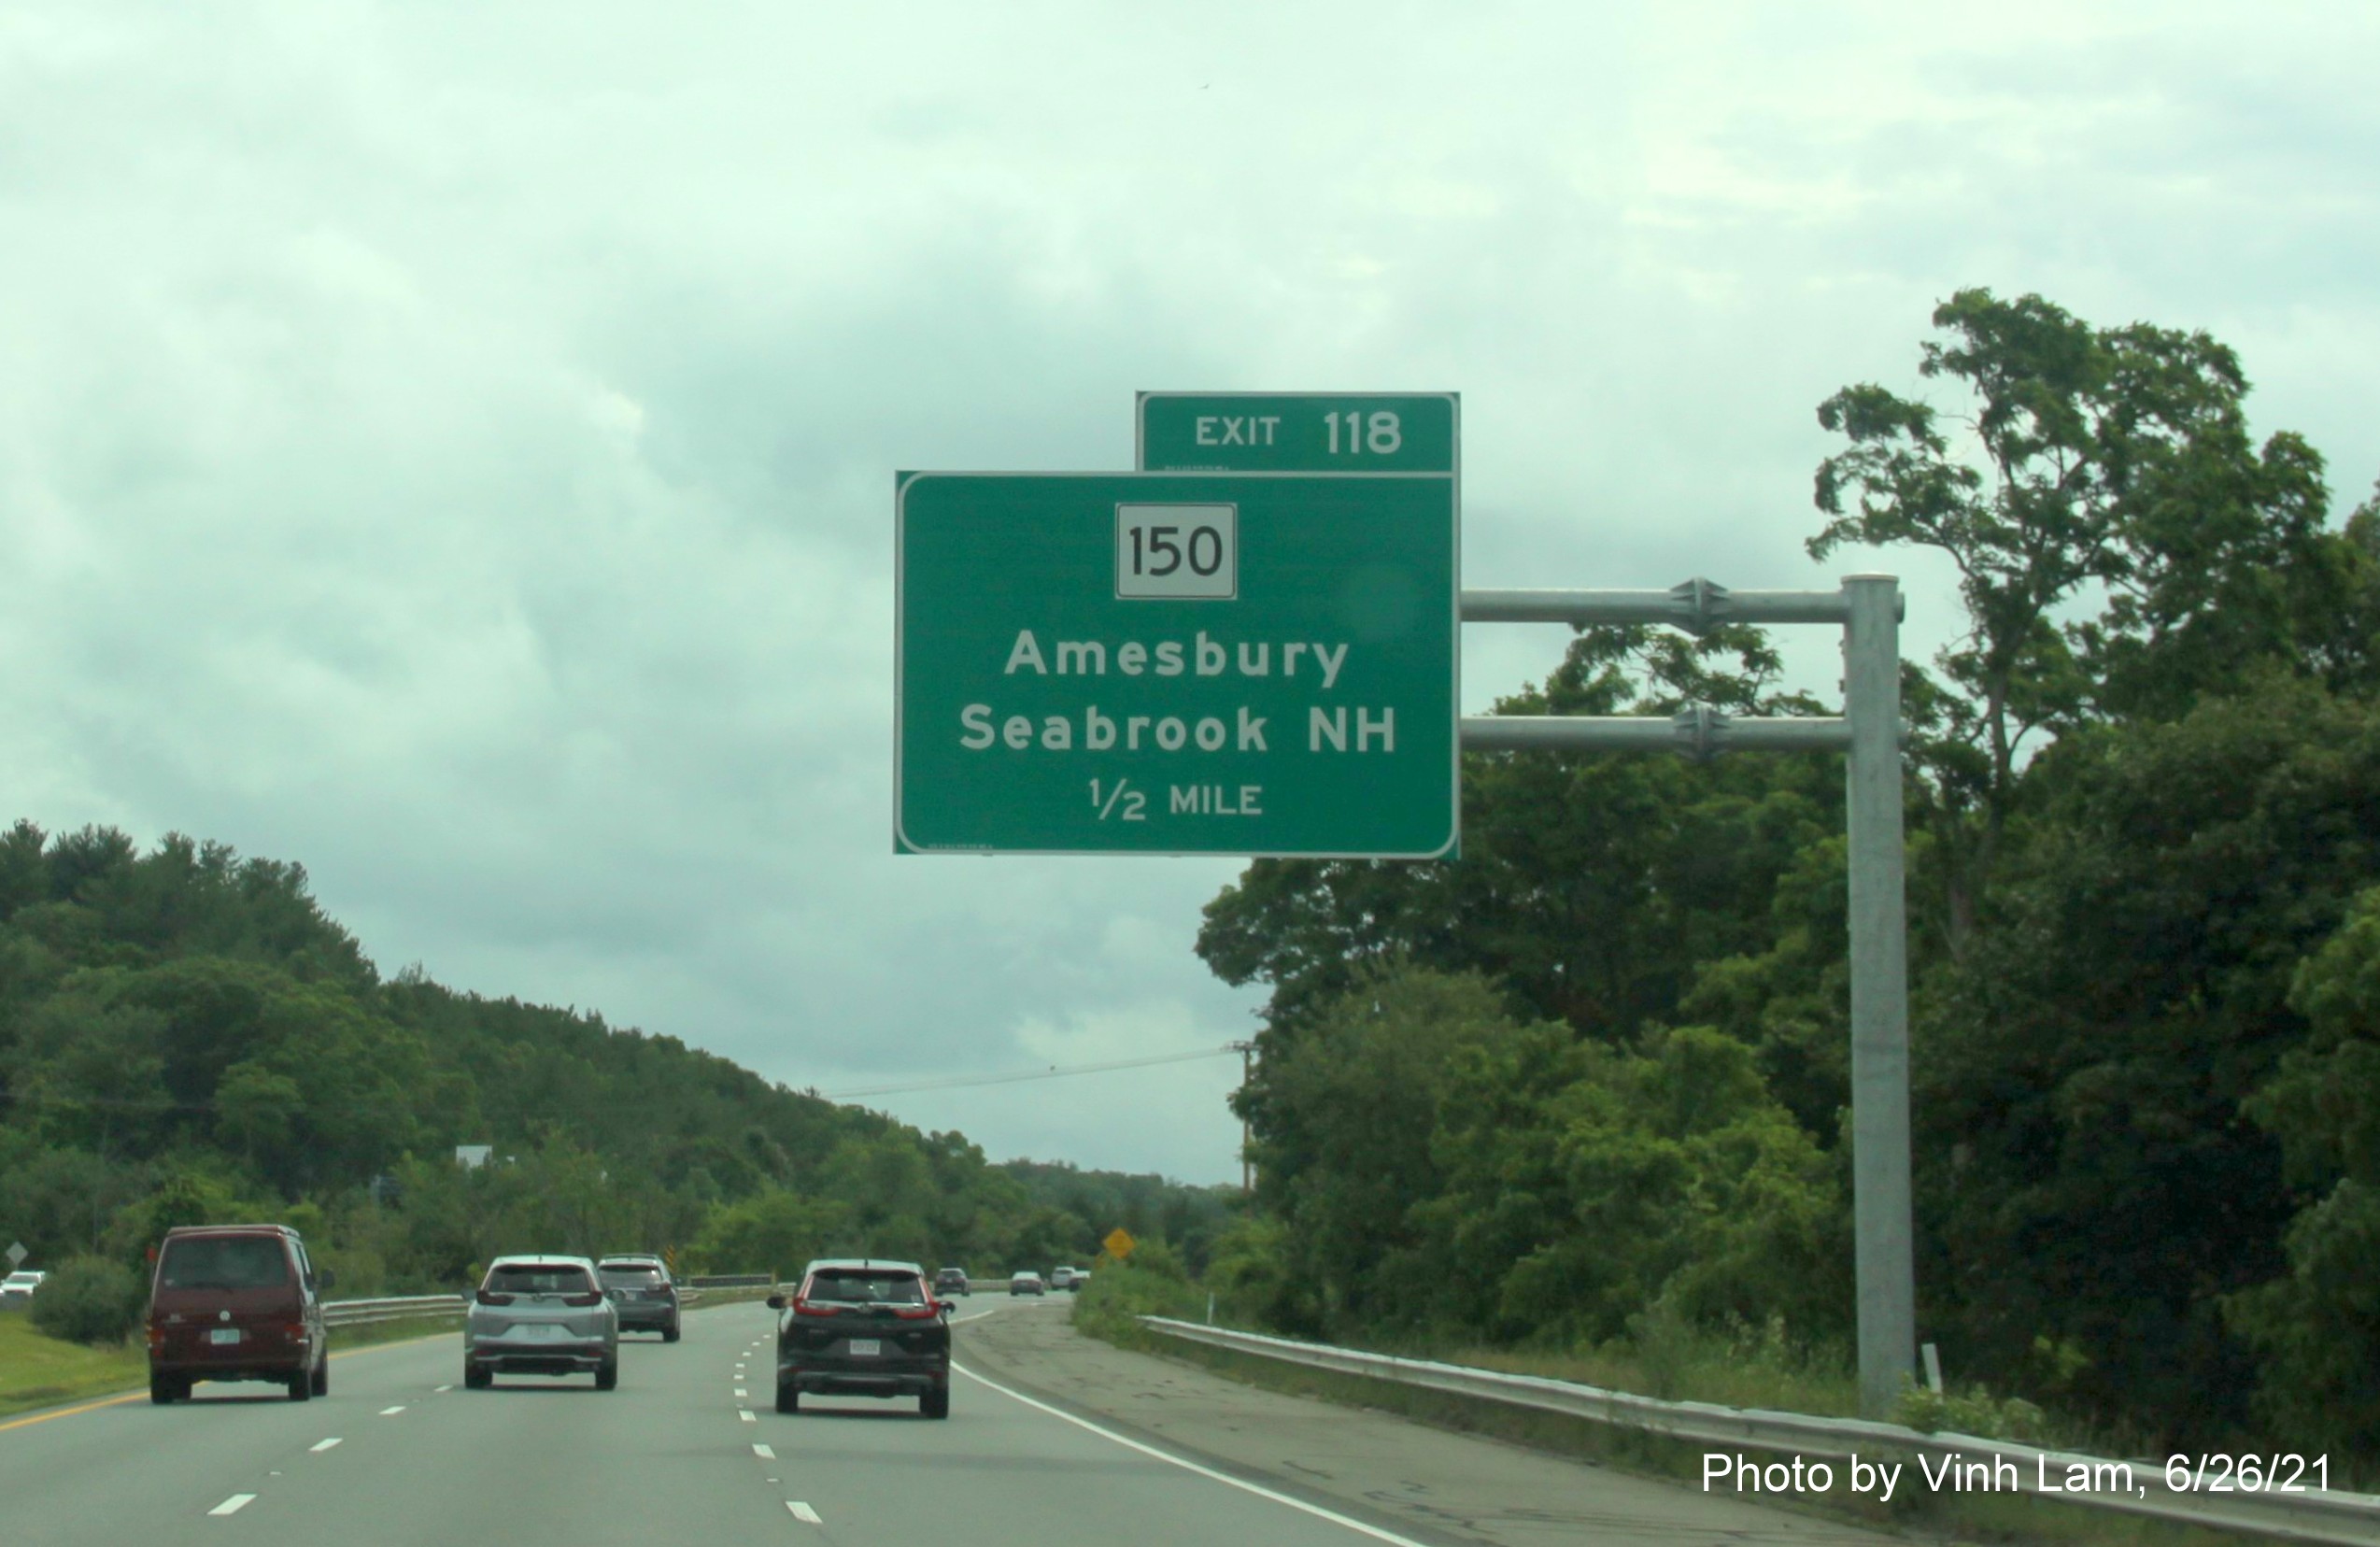 EXIT 118
150
Amesbury
Seabrook NH
1/2 MILE
Photo by Vinh Lam, 6/26/21